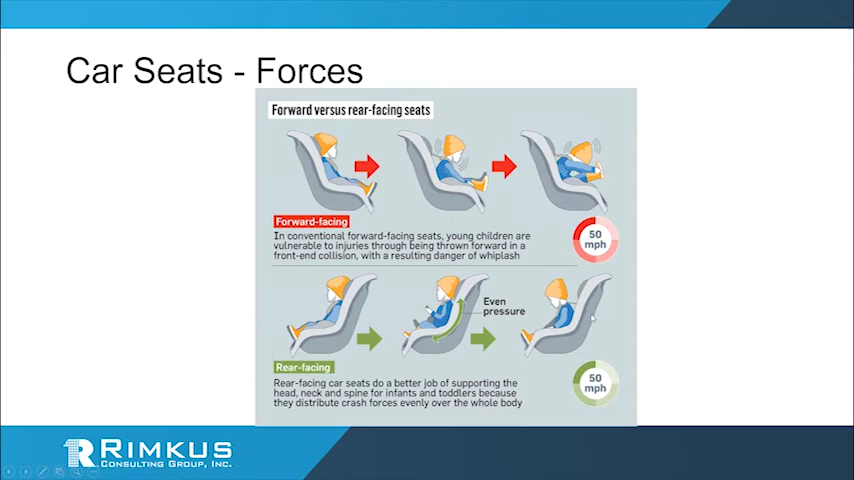 Car Seats - Forces
Forward versus rear-facing seats
Forward-facing
In conventional forward-facing seats, young children are
vulnerable to injuries through being thrown forward in a
front-end collision, with a resulting danger of whiplash
50
mph
Even
pressure
Rear-facing
Rear-facing car seats do a better job of supporting the
head, neck and spine for infants and toddlers because
they distribute crash forces evenly over the whole body
50
mph
RIMKUS
CONSULTING GROUP, INC.